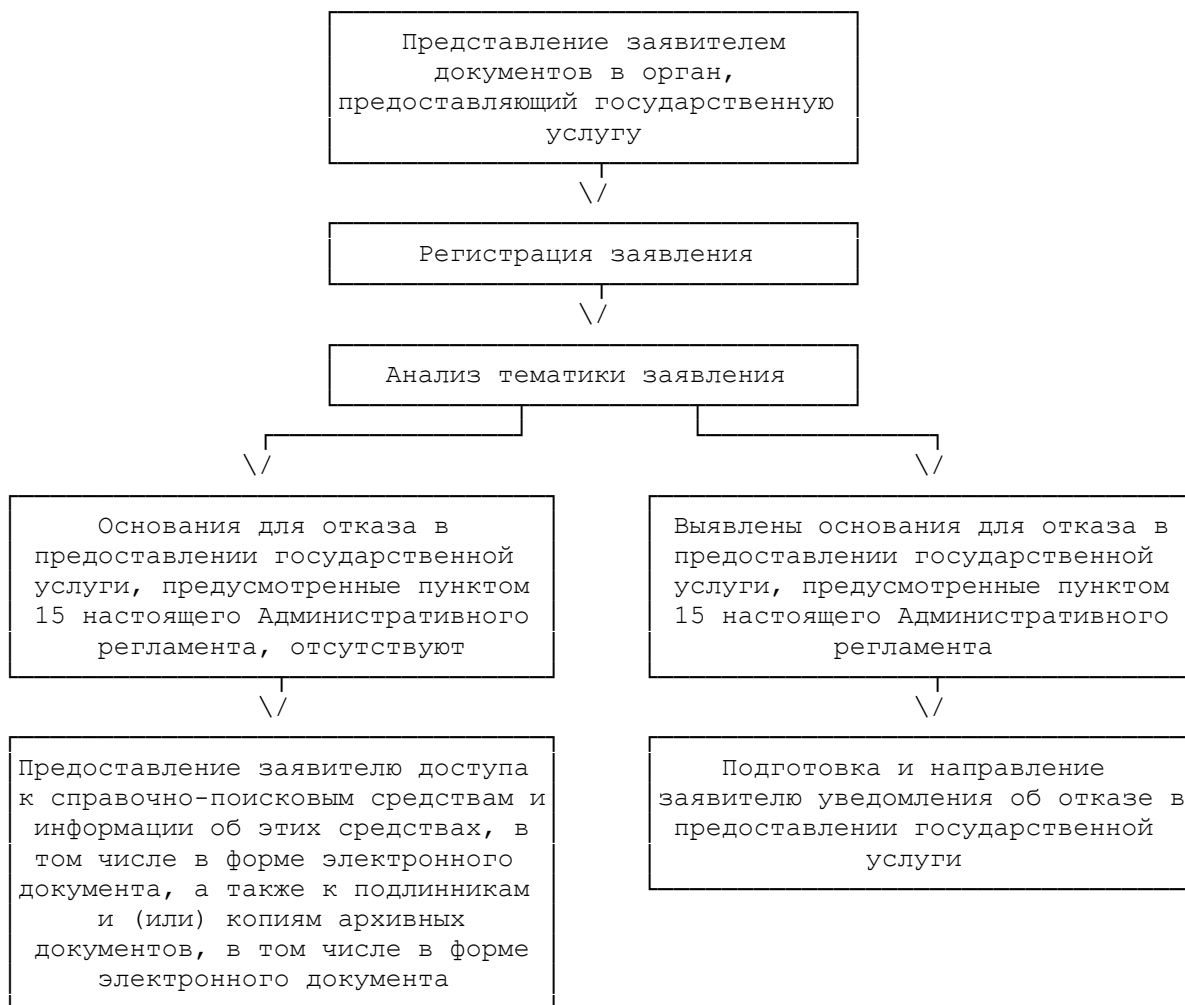 Представление заявителем
документов в орган,
предоставляющий государственную
услугу
\/
Регистрация заявления
\/
Анализ тематики заявления
\/
\/
Основания для отказа в
предоставлении государственной
услуги, предусмотренные пунктом
15 настоящего Административного
регламента, отсутствуют
Выявлены основания для отказа в
предоставлении государственной
услуги, предусмотренные пунктом
15 настоящего Административного
регламента
\/
\/
Предоставление заявителю доступа
к справочно-поисковым средствам и
информации об этих средствах, в
том числе в форме электронного
документа, а также к подлинникам
и (или) копиям архивных
документов, в том числе в форме
электронного документа
Подготовка и направление
заявителю уведомления об отказе в
предоставлении государственной
услуги